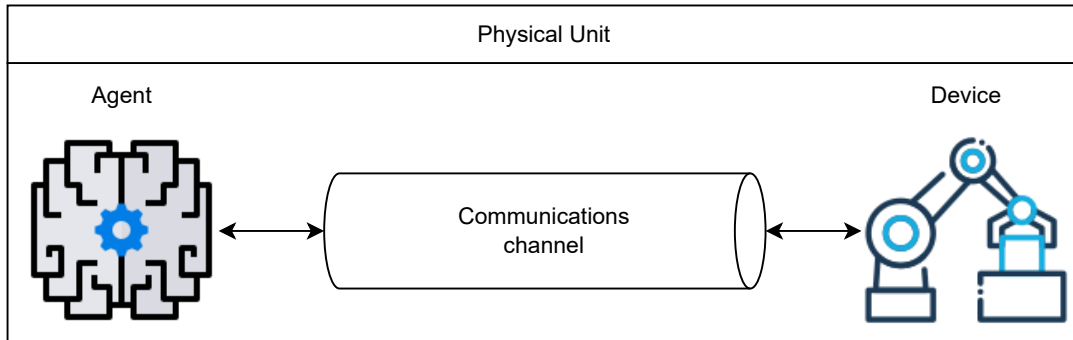 Physical Unit
Agent
Device
Communications
channel